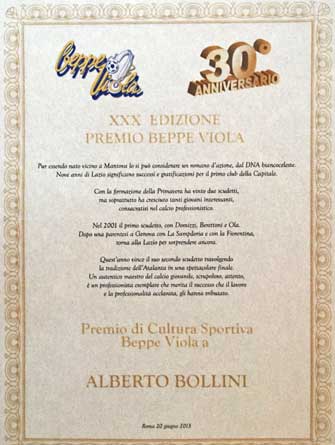 Beppe
Viola
30°
ANNIVERSARIO
XXX EDIZIONE
PREMIO BEPPE VIOLA
Pur essendo nato vicino a Mantova lo si può considerare un romano d'azione, dal DNA biancoceleste.
Nove anni di Lazio significano successi e gratificazioni per il primo club della Capitale.
Con la formazione della Primavera ha vinto due scudetti,
ma soprattutto ha cresciuto tanti giovani interessanti,
consacratisi nel calcio professionistico.
Nel 2001 il primo scudetto, con Domizzi, Berettoni e Ola.
Dopo una parentesi a Genova con La Sampdoria e con la Fiorentina,
torna alla Lazio per sorprendere ancora.
Quest'anno vince il suo secondo scudetto travolgendo
la tradizione dell'Atalanta in una spettacolare finale.
Un autentico maestro del calcio giovanile, scrupoloso, attento,
è un professionista esemplare che merita il successo che il lavoro
e la professionalità acclarata, gli hanno tributato.
Premio di Cultura Sportiva
Beppe Viola a
ALBERTO BOLLINI
Roma 20 giugno 2013